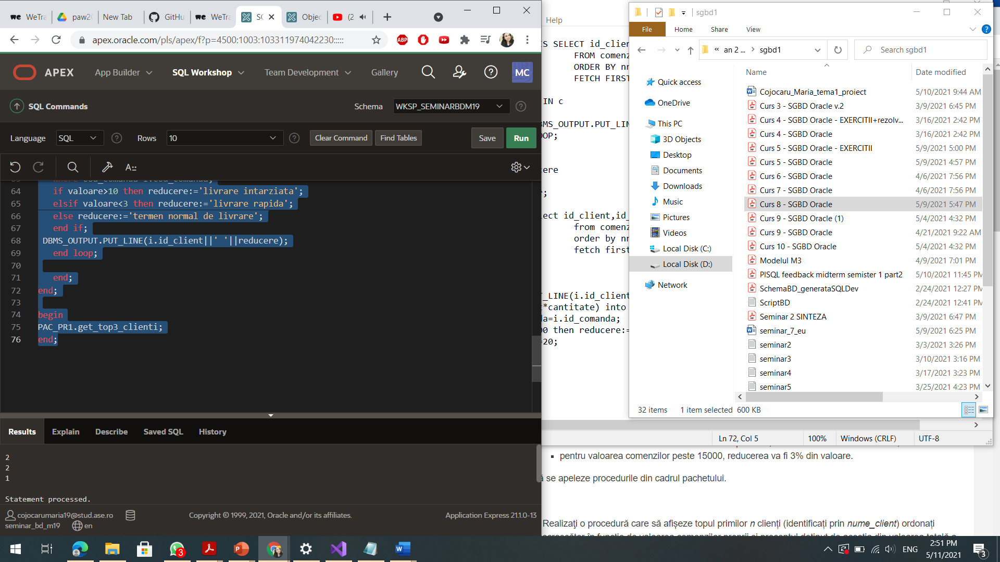 WeTra
paw20
New Tab
GitHu
WeTra
SC
Objec
(2
apex.oracle.com/pls/apex/f?p=4500:1003:103311974042230:::::
ABP
APEX
App Builder
SQL Workshop
Team Development
Gallery
MC
SQL Commands
Schema
WKSP_SEMINARBDM19
Language
SQL
Rows
10
Clear Command
Find Tables
Save
Run
64 if valoare>10 then reducere:='livrare intarziata';
65 elsif valoare<3 then reducere:='livrare rapida';
66 else reducere:='termen normal de livrare';
67 end if;
68 DBMS_OUTPUT.PUT_LINE(i.id_client||' '||reducere);
69 end loop;
70
71 end;
72 end;
73
74 begin
75 PAC_PR1.get_top3_clienti;
76 end;
Results
Explain
Describe
Saved SQL
History
2
2
1
Statement processed.
cojocarumaria19@stud.ase.ro
seminar_bd_m19
en
Copyright © 1999, 2021, Oracle and/or its affiliates.
Application Express 21.1.0-13
Help
IS SELECT id_clien
FROM comenz
ORDER BY nr
FETCH FIRST
IN c
BMS_OUTPUT.PUT_LIN
OOP;
cere
r;
ect id_client,id_
from comenz
order by nr
fetch first
T_LINE(i.id_client
t*cantitate) into
da=i.id_comanda;
00 then reducere:=
=20;
Ln 72, Col 5
100%
Windows (CRLF)
UTF-8
pentru valoarea comenzilor peste 15000, reducerea va fi 3% din valoare.
ă se apeleze procedurile din cadrul pachetului.
Realizaţi o procedură care să afișeze topul primilor n clienți (identificați prin nume_client) ordonați
sgbd1
File
Home
Share
View
« an 2 ... > sgbd1
Search sgbd1
Quick access
OneDrive
This PC
3D Objects
Desktop
Documents
Downloads
Music
Pictures
Videos
Local Disk (C:)
Local Disk (D:)
Network
Name
Date modified
Cojocaru_Maria_tema1_proiect 5/10/2021 9:44 AM
Curs 3 - SGBD Oracle v.2 3/9/2021 6:45 PM
Curs 4 - SGBD Oracle - EXERCITII+rezolv... 3/16/2021 2:42 PM
Curs 4 - SGBD Oracle 3/16/2021 2:42 PM
Curs 5 - SGBD Oracle - EXERCITII 5/9/2021 5:00 PM
Curs 5 - SGBD Oracle 5/9/2021 4:57 PM
Curs 6 - SGBD Oracle 4/6/2021 7:56 PM
Curs 7 - SGBD Oracle 4/6/2021 7:56 PM
Curs 8 - SGBD Oracle 5/9/2021 5:47 PM
Curs 9 - SGBD Oracle (1) 5/4/2021 4:32 PM
Curs 9 - SGBD Oracle 4/21/2021 9:22 AM
Curs 10 - SGBD Oracle 5/4/2021 4:32 PM
Modelul M3 4/9/2021 7:01 PM
PISQL feedback midterm semister 1 part2 5/10/2021 11:45 PM
SchemaBD_generataSQLDev 2/24/2021 12:27 PM
ScriptBD 2/24/2021 12:41 PM
Seminar 2 SINTEZA 3/9/2021 6:47 PM
seminar_7_eu 5/9/2021 6:25 PM
seminar2 3/3/2021 3:26 PM
seminar3 3/10/2021 3:16 PM
seminar4 3/17/2021 3:23 PM
seminar5 3/25/2021 4:23 PM
32 items
1 item selected 600 KB
3
ENG
2:51 PM
5/11/2021
3